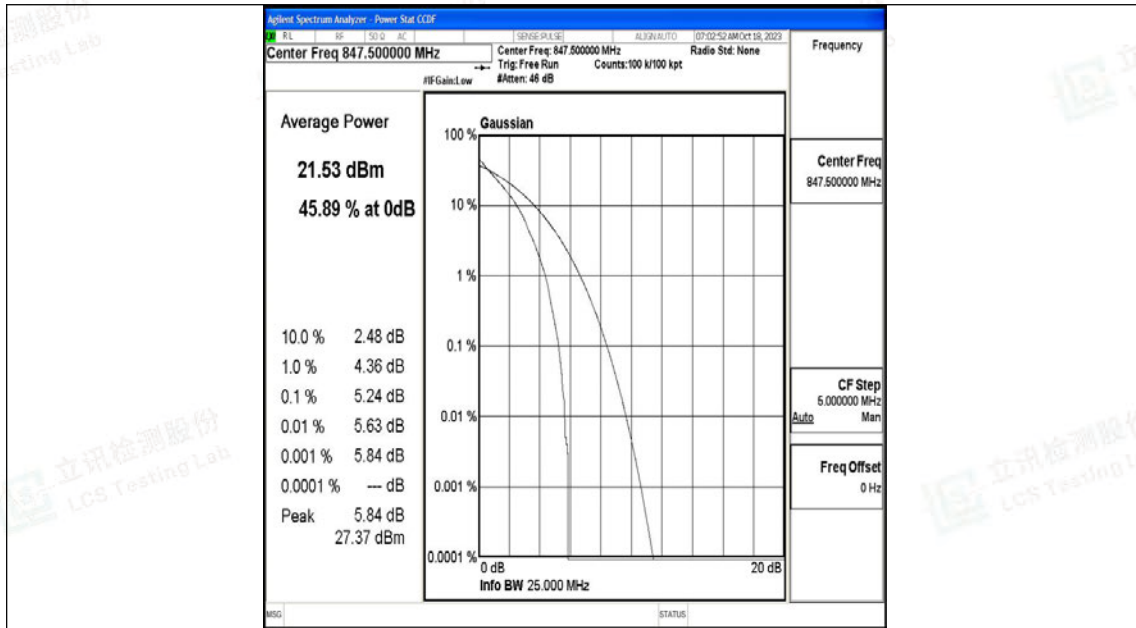 Agilent Spectrum Analyzer - Power Stat CCDF
RL RF 50 Ω AC SENSE:PULSE ALIGNAUTO 07:02:52 AM Oct 18, 2023
Center Freq 847.500000 MHz
Center Freq: 847.500000 MHz Radio Std: None
Trig: Free Run Counts:100 k/100 kpt
#IFGain:Low #Atten: 46 dB
Frequency
Average Power
21.53 dBm
45.89 % at 0dB
10.0 % 2.48 dB
1.0 % 4.36 dB
0.1 % 5.24 dB
0.01 % 5.63 dB
0.001 % 5.84 dB
0.0001 % --- dB
Peak 5.84 dB
27.37 dBm
Gaussian
100 %
10 %
1 %
0.1 %
0.01 %
0.001 %
0.0001 %
0 dB 20 dB
Info BW 25.000 MHz
Center Freq
847.500000 MHz
CF Step
5.000000 MHz
Auto Man
Freq Offset
0 Hz
MSG STATUS
立讯检测股份
LCS Testing Lab
立讯检测股份